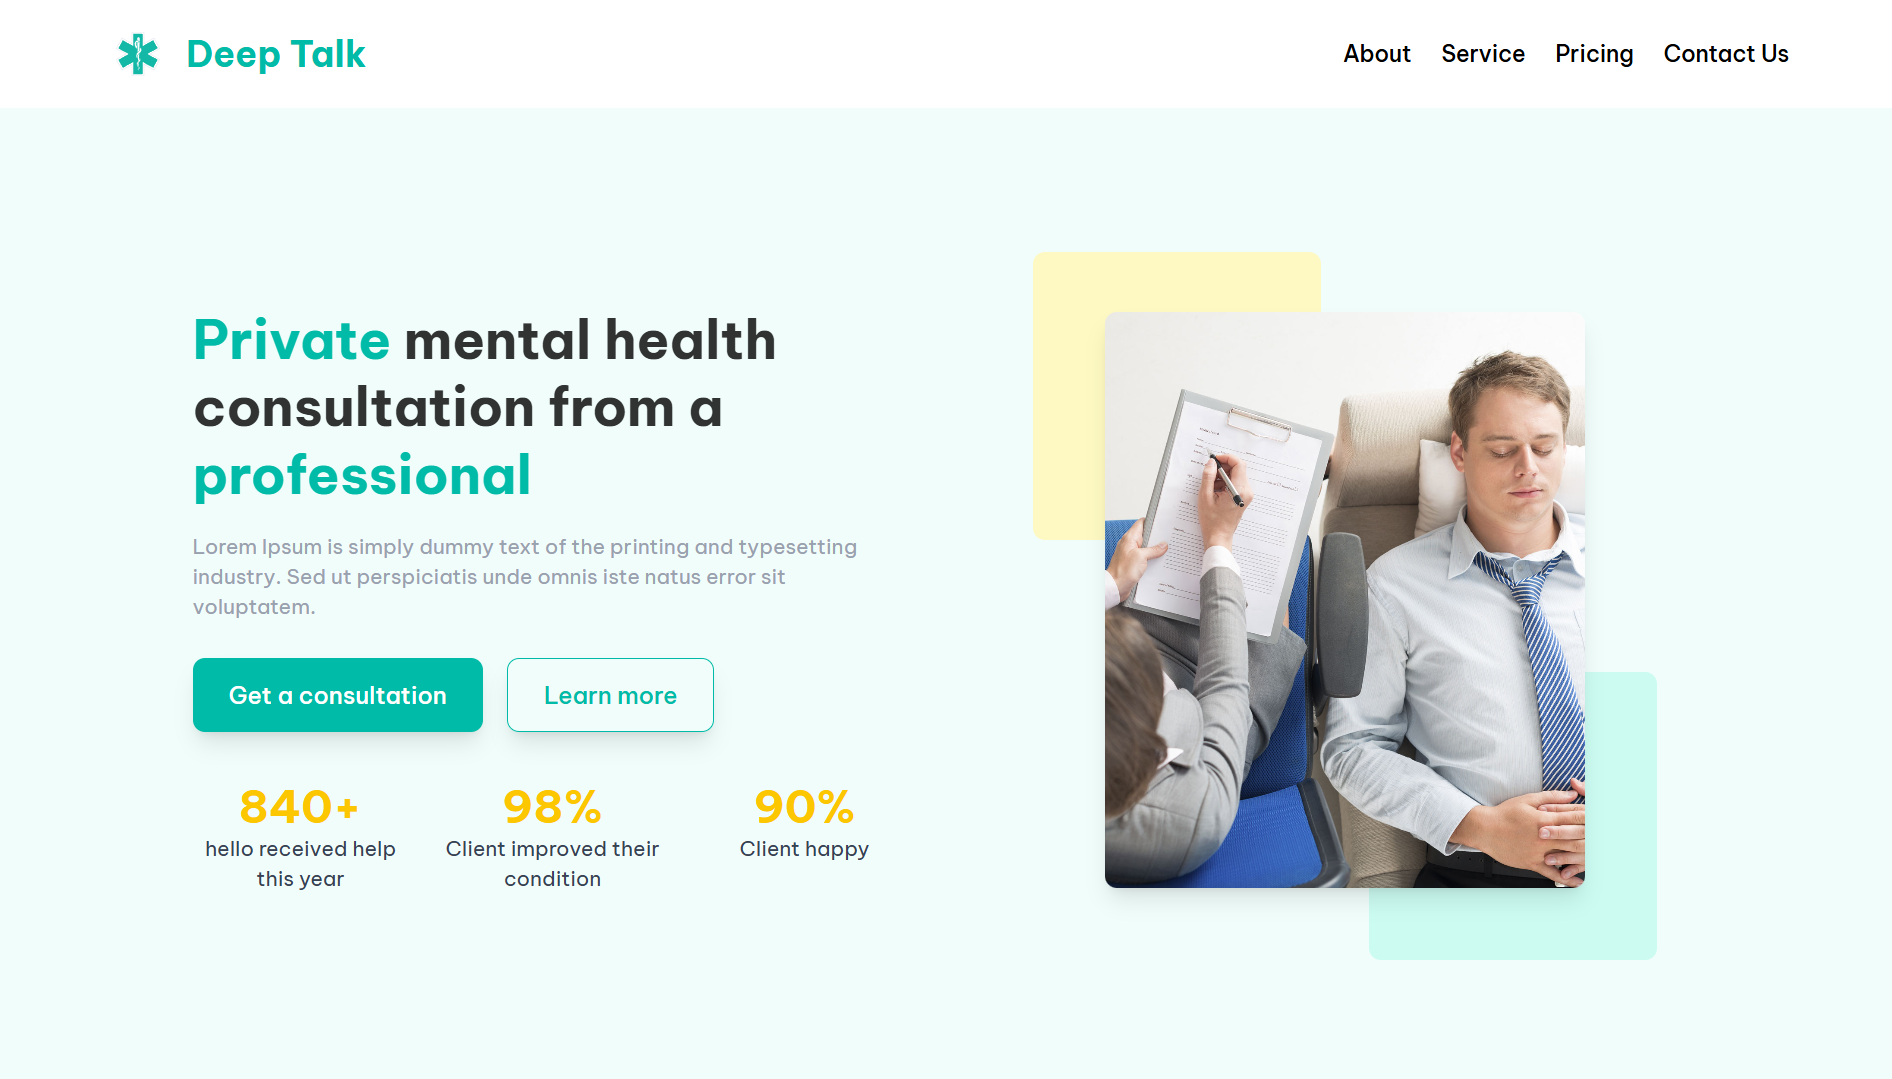 Deep Talk
About Service Pricing Contact Us
Private mental health
consultation from a
professional
Lorem Ipsum is simply dummy text of the printing and typesetting
industry. Sed ut perspiciatis unde omnis iste natus error sit
voluptatem.
Get a consultation
Learn more
840+
hello received help
this year
98%
Client improved their
condition
90%
Client happy